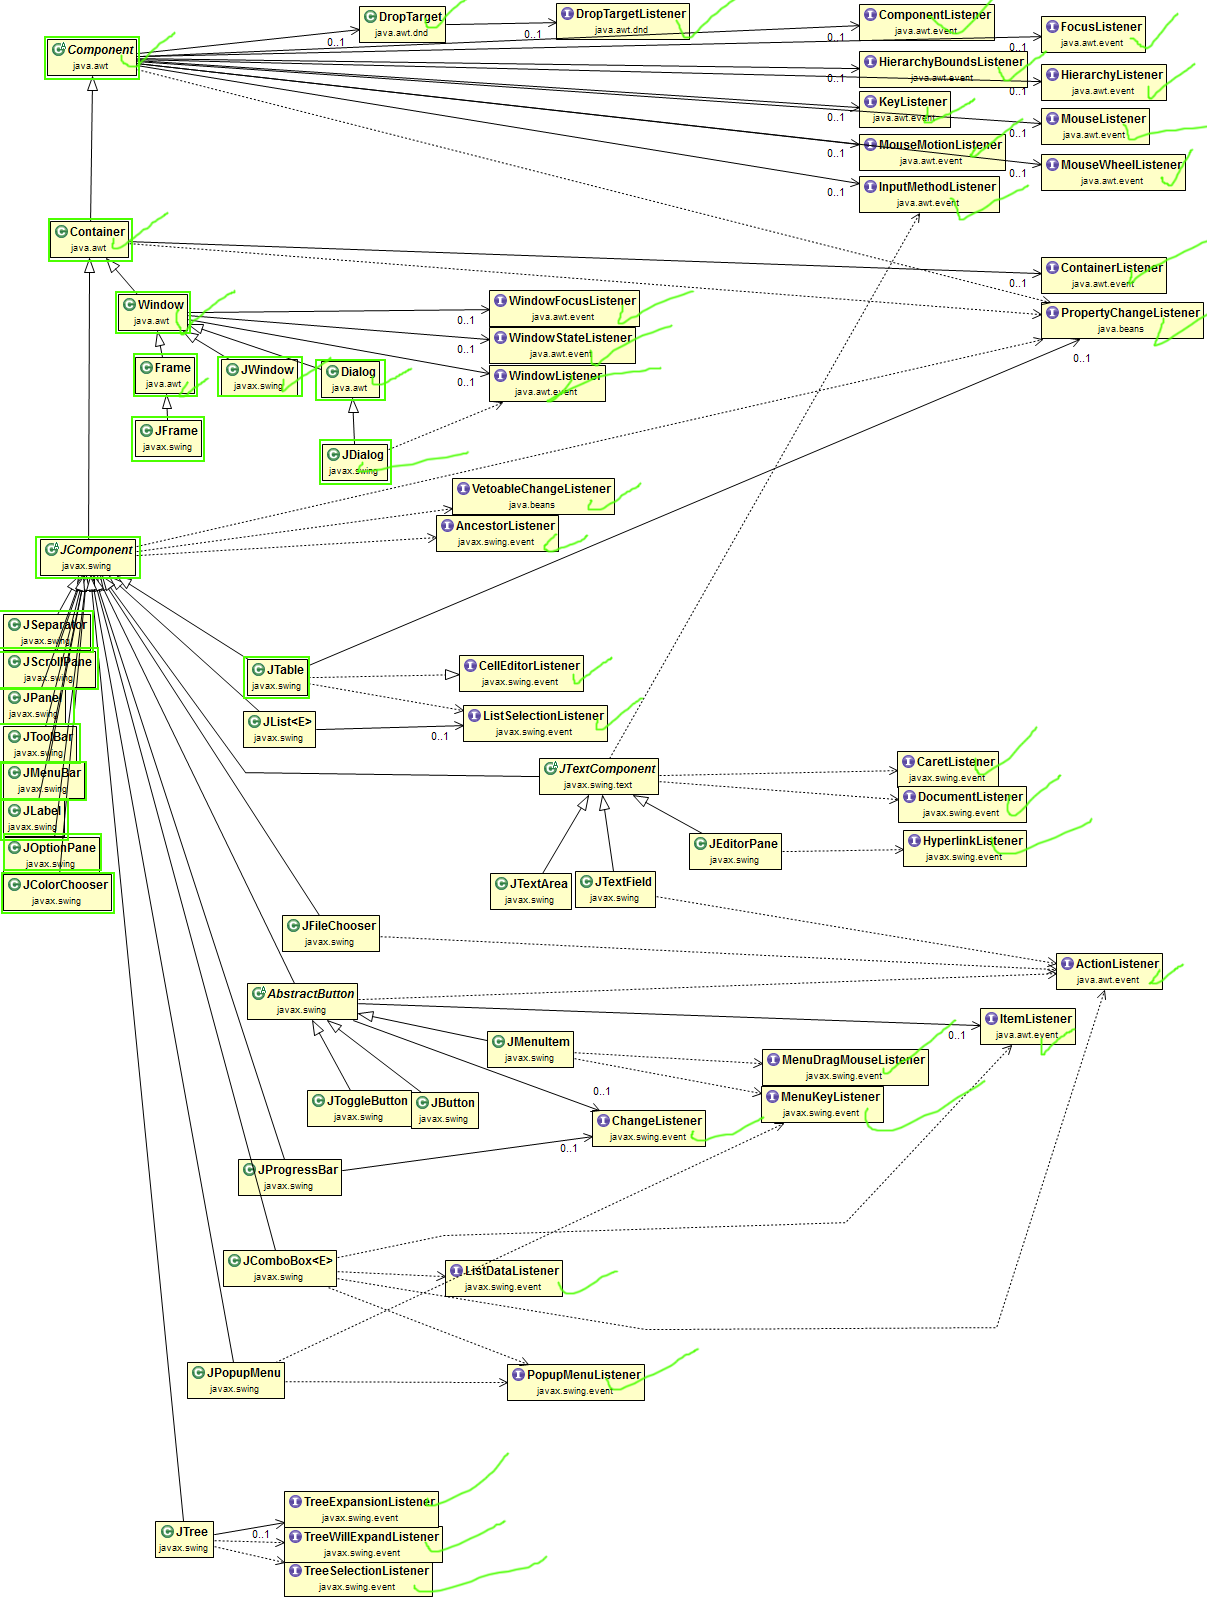 DropTarget
java.awt.dnd
0..1
DropTargetListener
java.awt.dnd
0..1
ComponentListener
java.awt.event
0..1
FocusListener
java.awt.event
0..1
Component
java.awt
HierarchyBoundsListener
java.awt.event
0..1
HierarchyListener
java.awt.event
0..1
KeyListener
java.awt.event
0..1
MouseListener
java.awt.event
0..1
MouseMotionListener
java.awt.event
0..1
MouseWheelListener
java.awt.event
0..1
InputMethodListener
java.awt.event
0..1
Container
java.awt
ContainerListener
java.awt.event
0..1
Window
java.awt
WindowFocusListener
java.awt.event
0..1
PropertyChangeListener
java.beans
0..1
WindowStateListener
java.awt.event
0..1
Frame
java.awt
JWindow
javax.swing
Dialog
java.awt
WindowListener
java.awt.event
0..1
JFrame
javax.swing
JDialog
javax.swing
VetoableChangeListener
java.beans
AncestorListener
javax.swing.event
JComponent
javax.swing
JSeparator
javax.swing
JScrollPane
javax.swing
JPanel
javax.swing
JToolBar
javax.swing
JMenuBar
javax.swing
JLabel
javax.swing
JOptionPane
javax.swing
JColorChooser
javax.swing
JTable
javax.swing
CellEditorListener
javax.swing.event
JList<E>
javax.swing
0..1
ListSelectionListener
javax.swing.event
JTextComponent
javax.swing.text
CaretListener
javax.swing.event
DocumentListener
javax.swing.event
JEditorPane
javax.swing
HyperlinkListener
javax.swing.event
JTextArea
javax.swing
JTextField
javax.swing
JFileChooser
javax.swing
ActionListener
java.awt.event
AbstractButton
javax.swing
ItemListener
java.awt.event
0..1
JMenuItem
javax.swing
MenuDragMouseListener
javax.swing.event
MenuKeyListener
javax.swing.event
JToggleButton
javax.swing
JButton
javax.swing
0..1
ChangeListener
javax.swing.event
0..1
JProgressBar
javax.swing
JComboBox<E>
javax.swing
ListDataListener
javax.swing.event
JPopupMenu
javax.swing
PopupMenuListener
javax.swing.event
JTree
javax.swing
0..1
TreeExpansionListener
javax.swing.event
TreeWillExpandListener
javax.swing.event
TreeSelectionListener
javax.swing.event